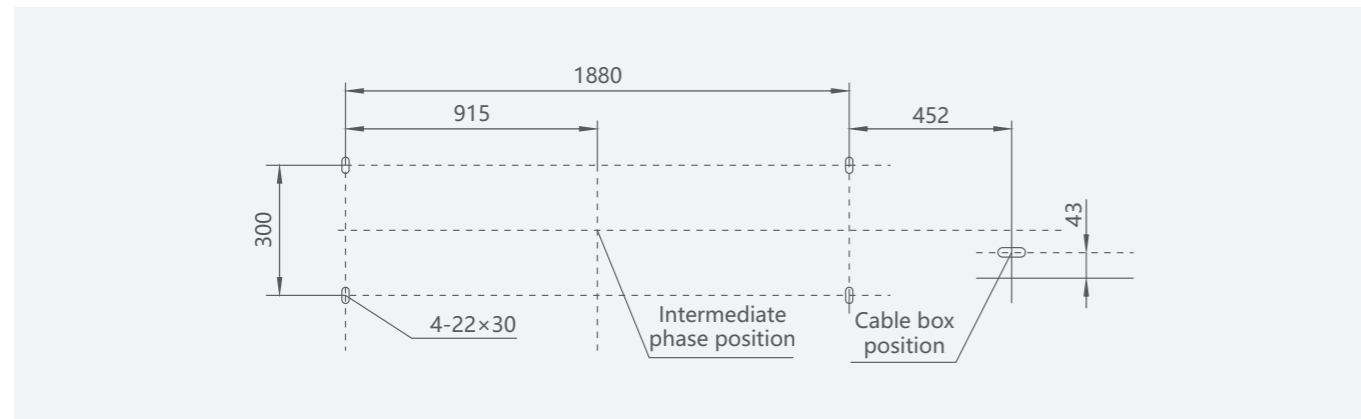 1880
915
452
300
43
4-22×30
Intermediate
phase position
Cable box
position